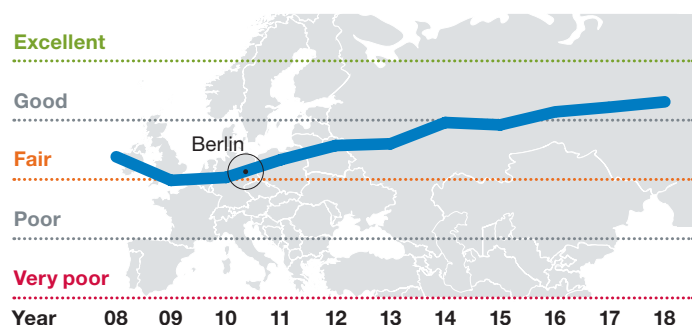 Excellent
Good
Berlin
Fair
Poor
Very poor
Year 08 09 10 11 12 13 14 15 16 17 18